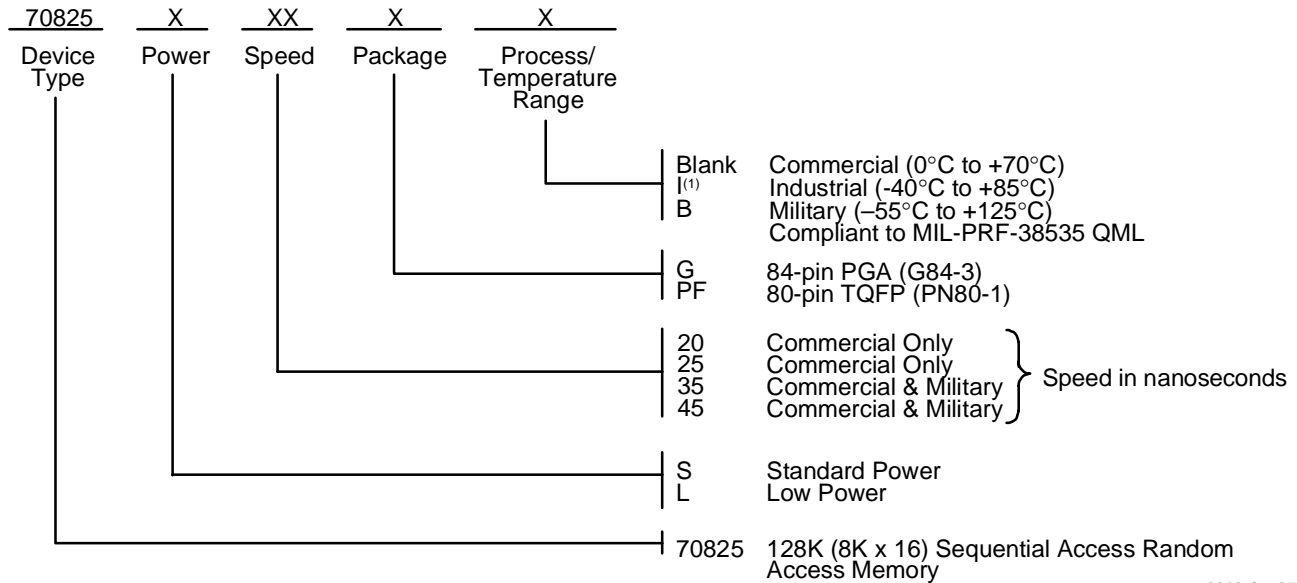 70825 X XX X X
Device Type Power Speed Package Process/ Temperature Range
Blank Commercial (0°C to +70°C)
I(1) Industrial (-40°C to +85°C)
B Military (–55°C to +125°C)
Compliant to MIL-PRF-38535 QML
G 84-pin PGA (G84-3)
PF 80-pin TQFP (PN80-1)
20 Commercial Only
25 Commercial Only
35 Commercial & Military
45 Commercial & Military
Speed in nanoseconds
S Standard Power
L Low Power
70825 128K (8K x 16) Sequential Access Random
Access Memory